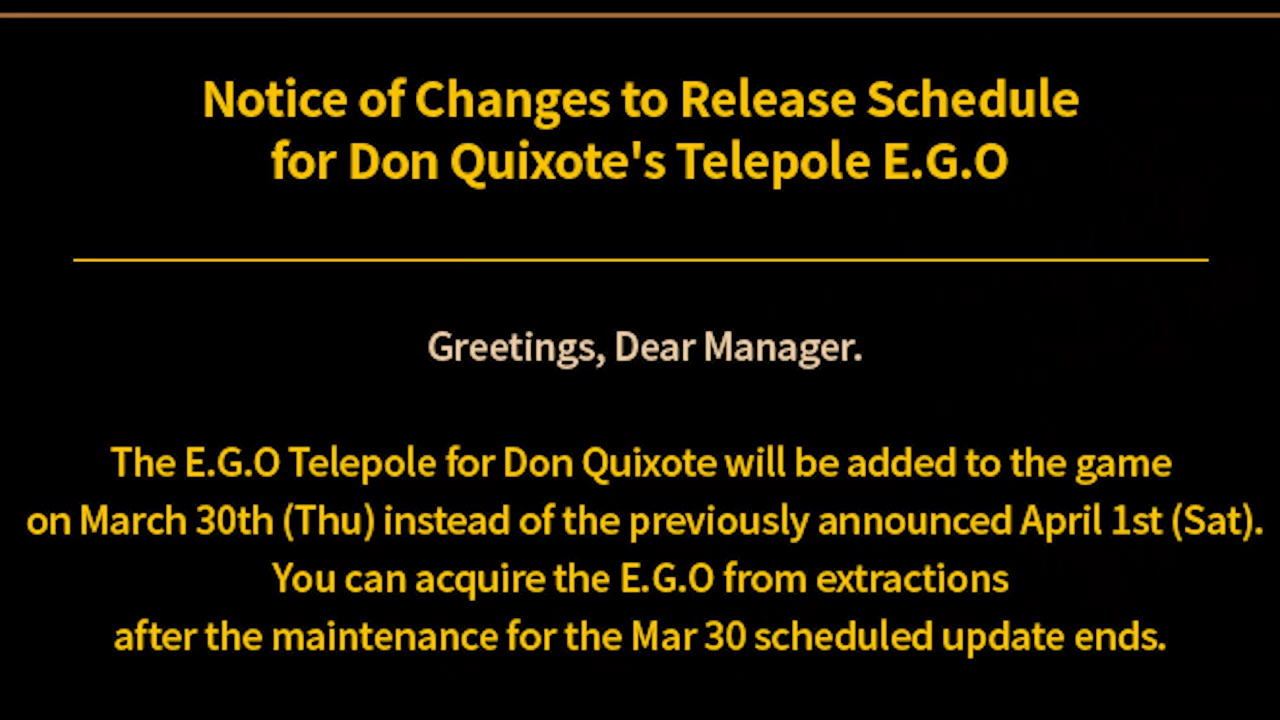 Notice of Changes to Release Schedule
for Don Quixote's Telepole E.G.O
Greetings, Dear Manager.
The E.G.O Telepole for Don Quixote will be added to the game
on March 30th (Thu) instead of the previously announced April 1st (Sat).
You can acquire the E.G.O from extractions
after the maintenance for the Mar 30 scheduled update ends.